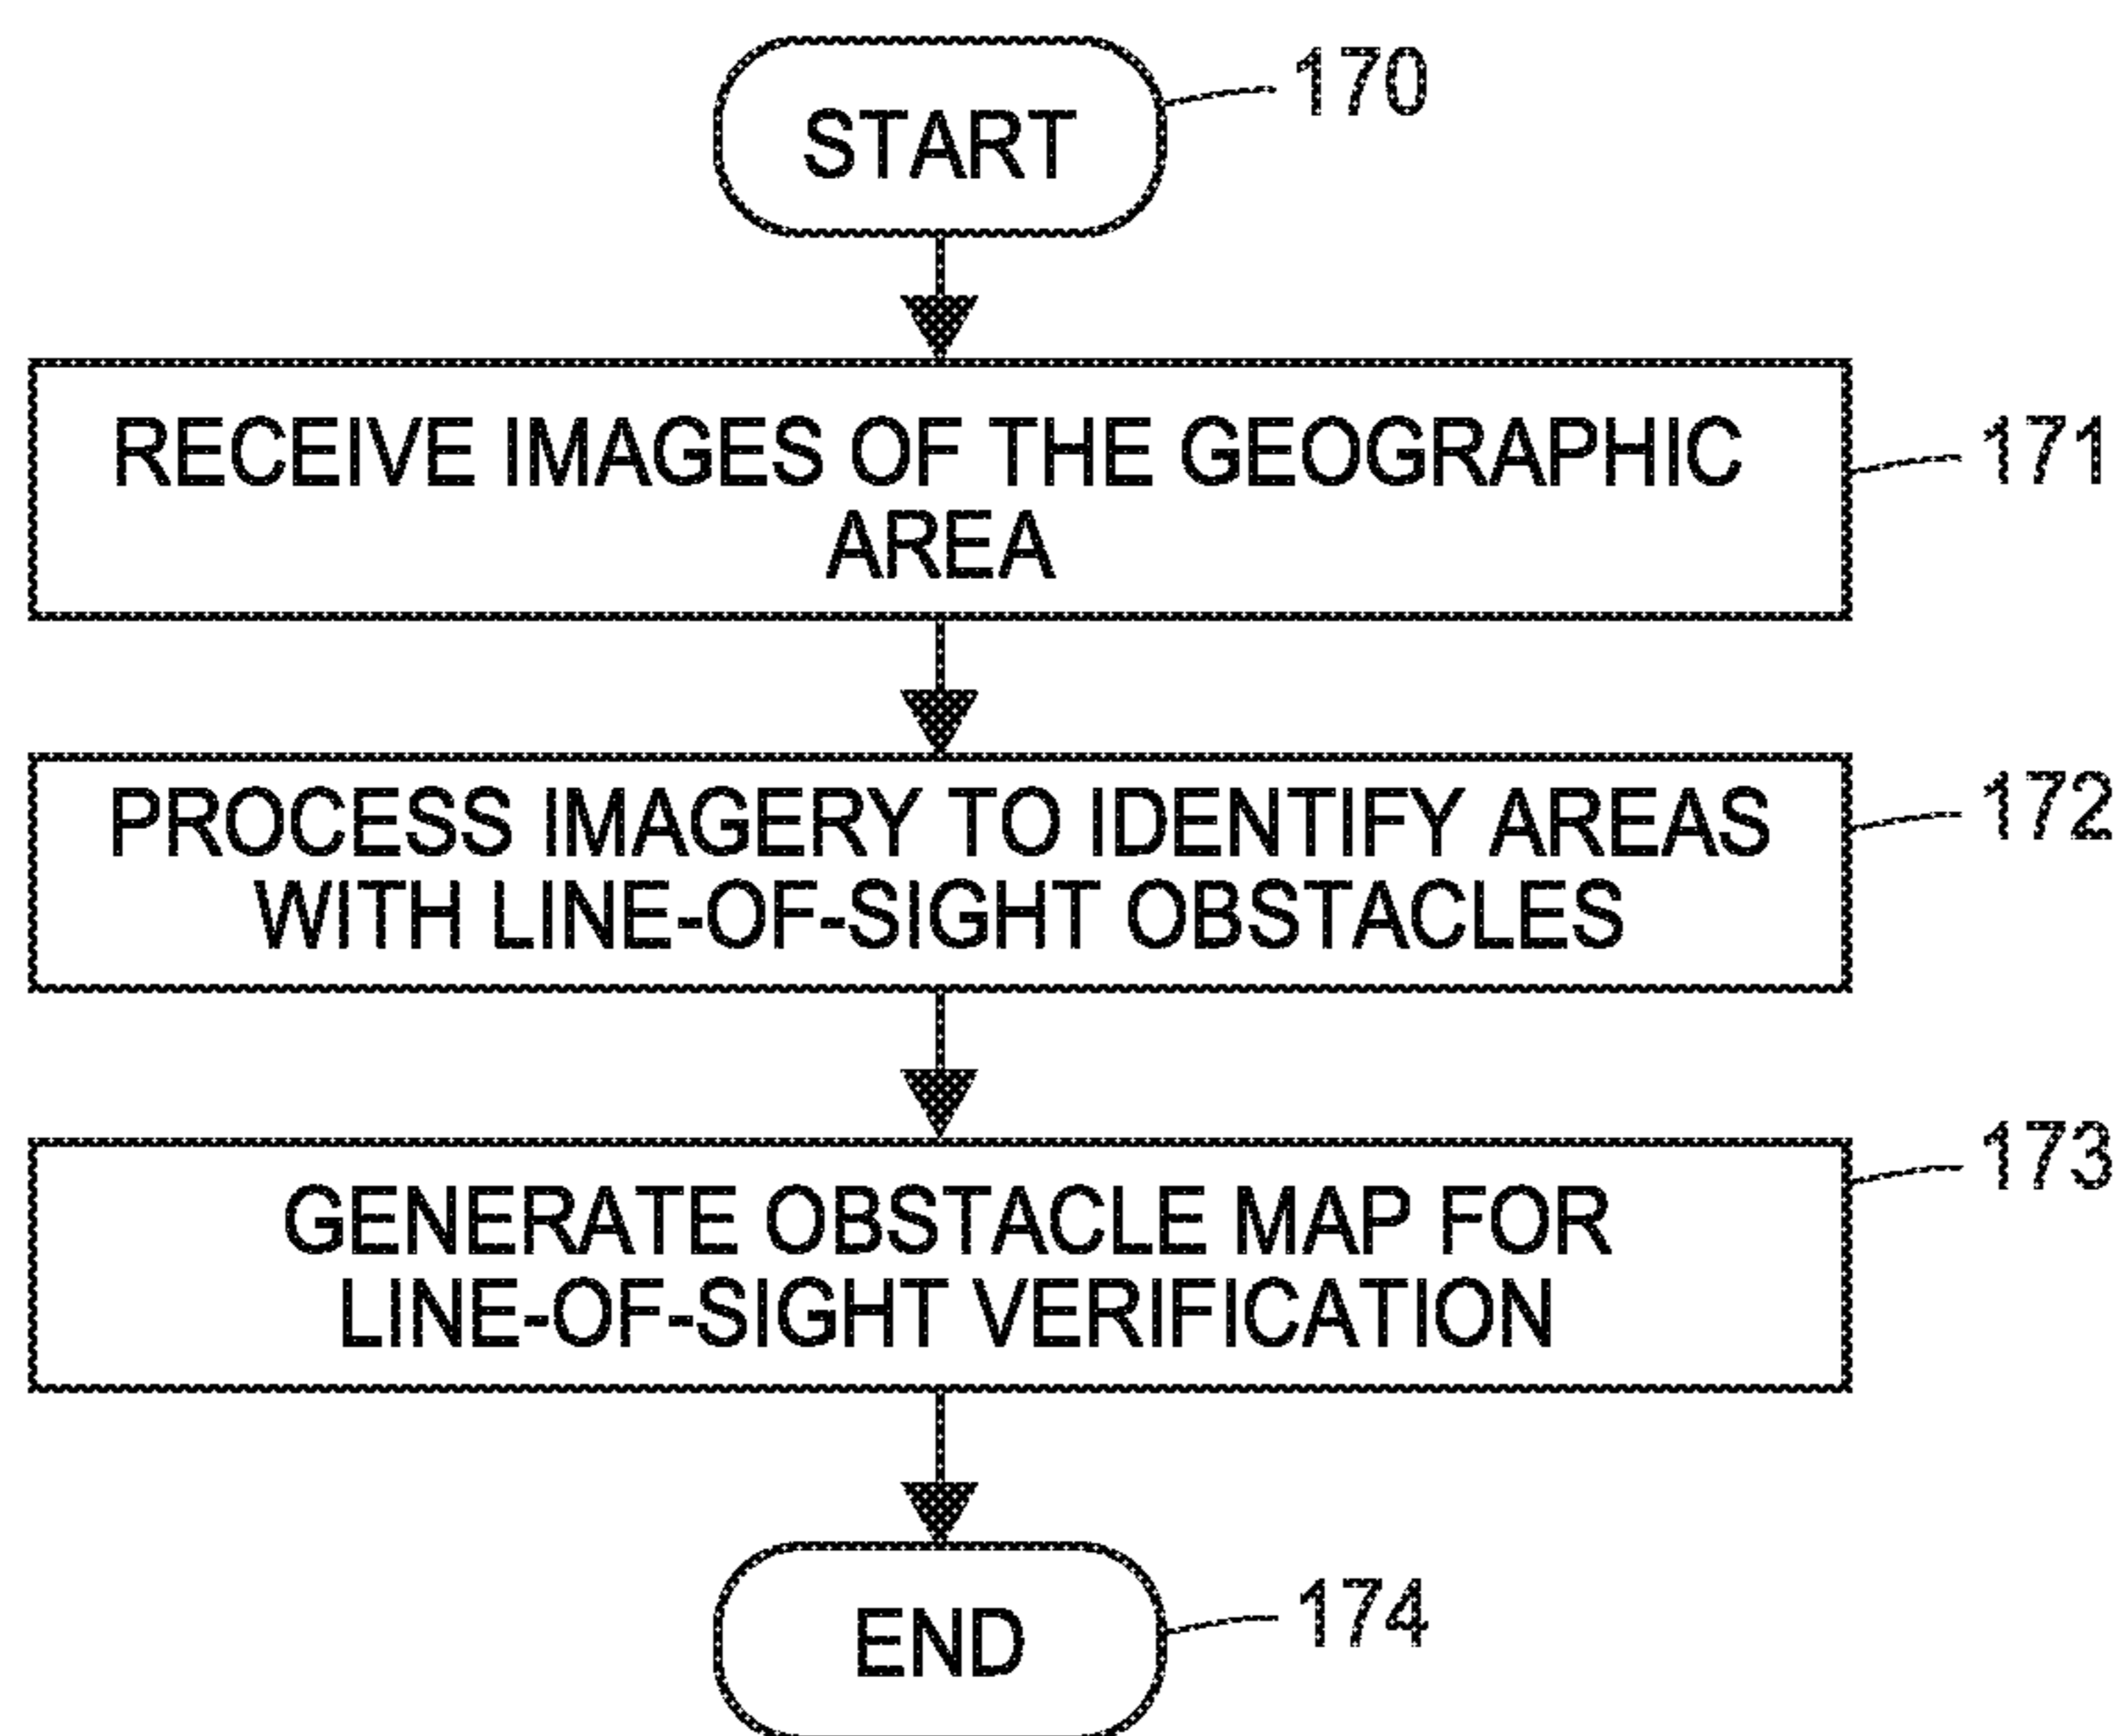 START
170
RECEIVE IMAGES OF THE GEOGRAPHIC
AREA
171
PROCESS IMAGERY TO IDENTIFY AREAS
WITH LINE-OF-SIGHT OBSTACLES
172
GENERATE OBSTACLE MAP FOR
LINE-OF-SIGHT VERIFICATION
173
END
174